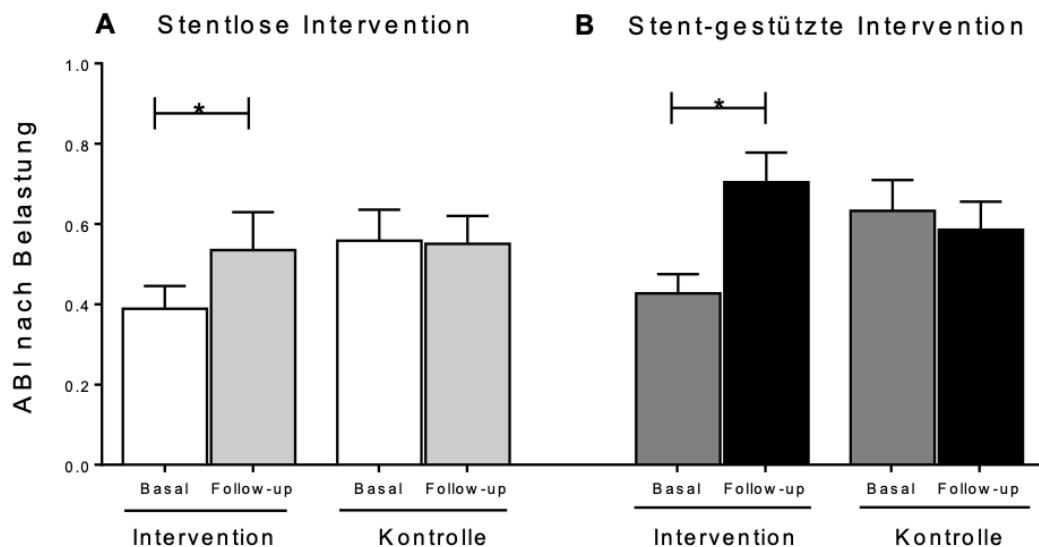 A Stentlose Intervention
B Stent-gestützte Intervention
ABI nach Belastung
1.0
0.8
0.6
0.4
0.2
0.0
*
*
Basal Follow-up Basal Follow-up
Intervention Kontrolle
Basal Follow-up Basal Follow-up
Intervention Kontrolle